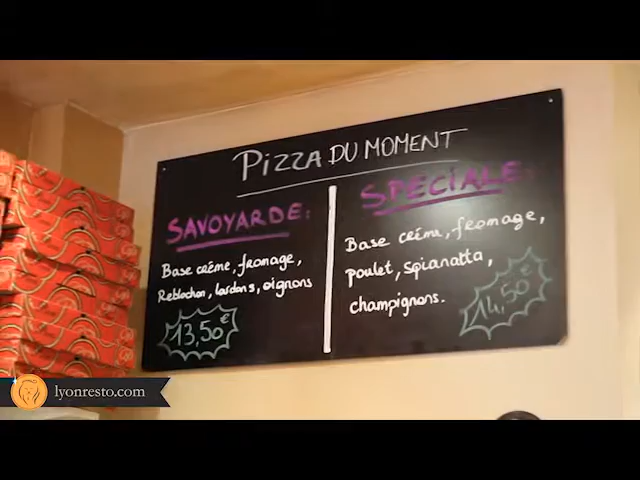 PIZZA DU MOMENT
SAVOYARDE:
Base crème, fromage,
Reblochon, lardons, oignons
13,50€
SPÉCIALE:
Base crème, fromage,
poulet, spianatta,
champignons.
14,50€
lyonresto.com